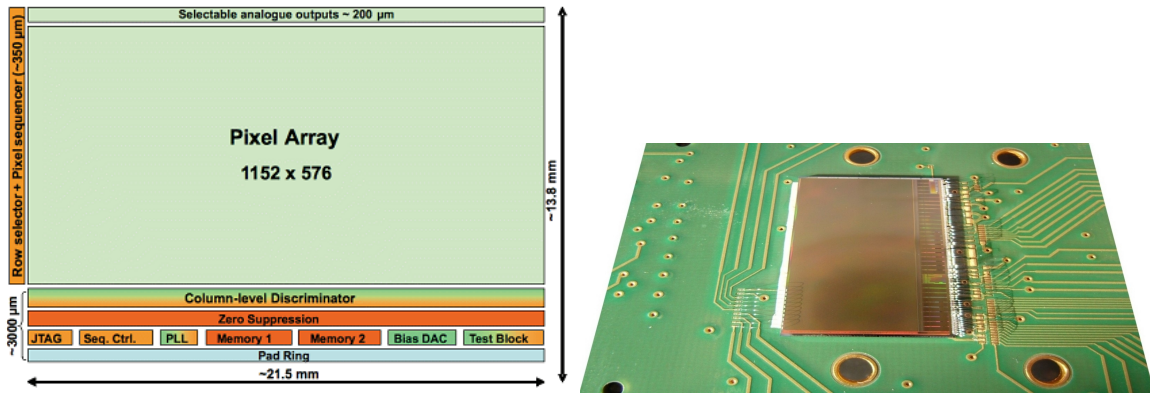 Selectable analogue outputs ~ 200 µm
Row selector + Pixel sequencer (~350 µm)
Pixel Array
1152 x 576
~13.8 mm
Column-level Discriminator
Zero Suppression
~3000 µm
JTAG Seq. Ctrl. PLL Memory 1 Memory 2 Bias DAC Test Block
Pad Ring
~21.5 mm